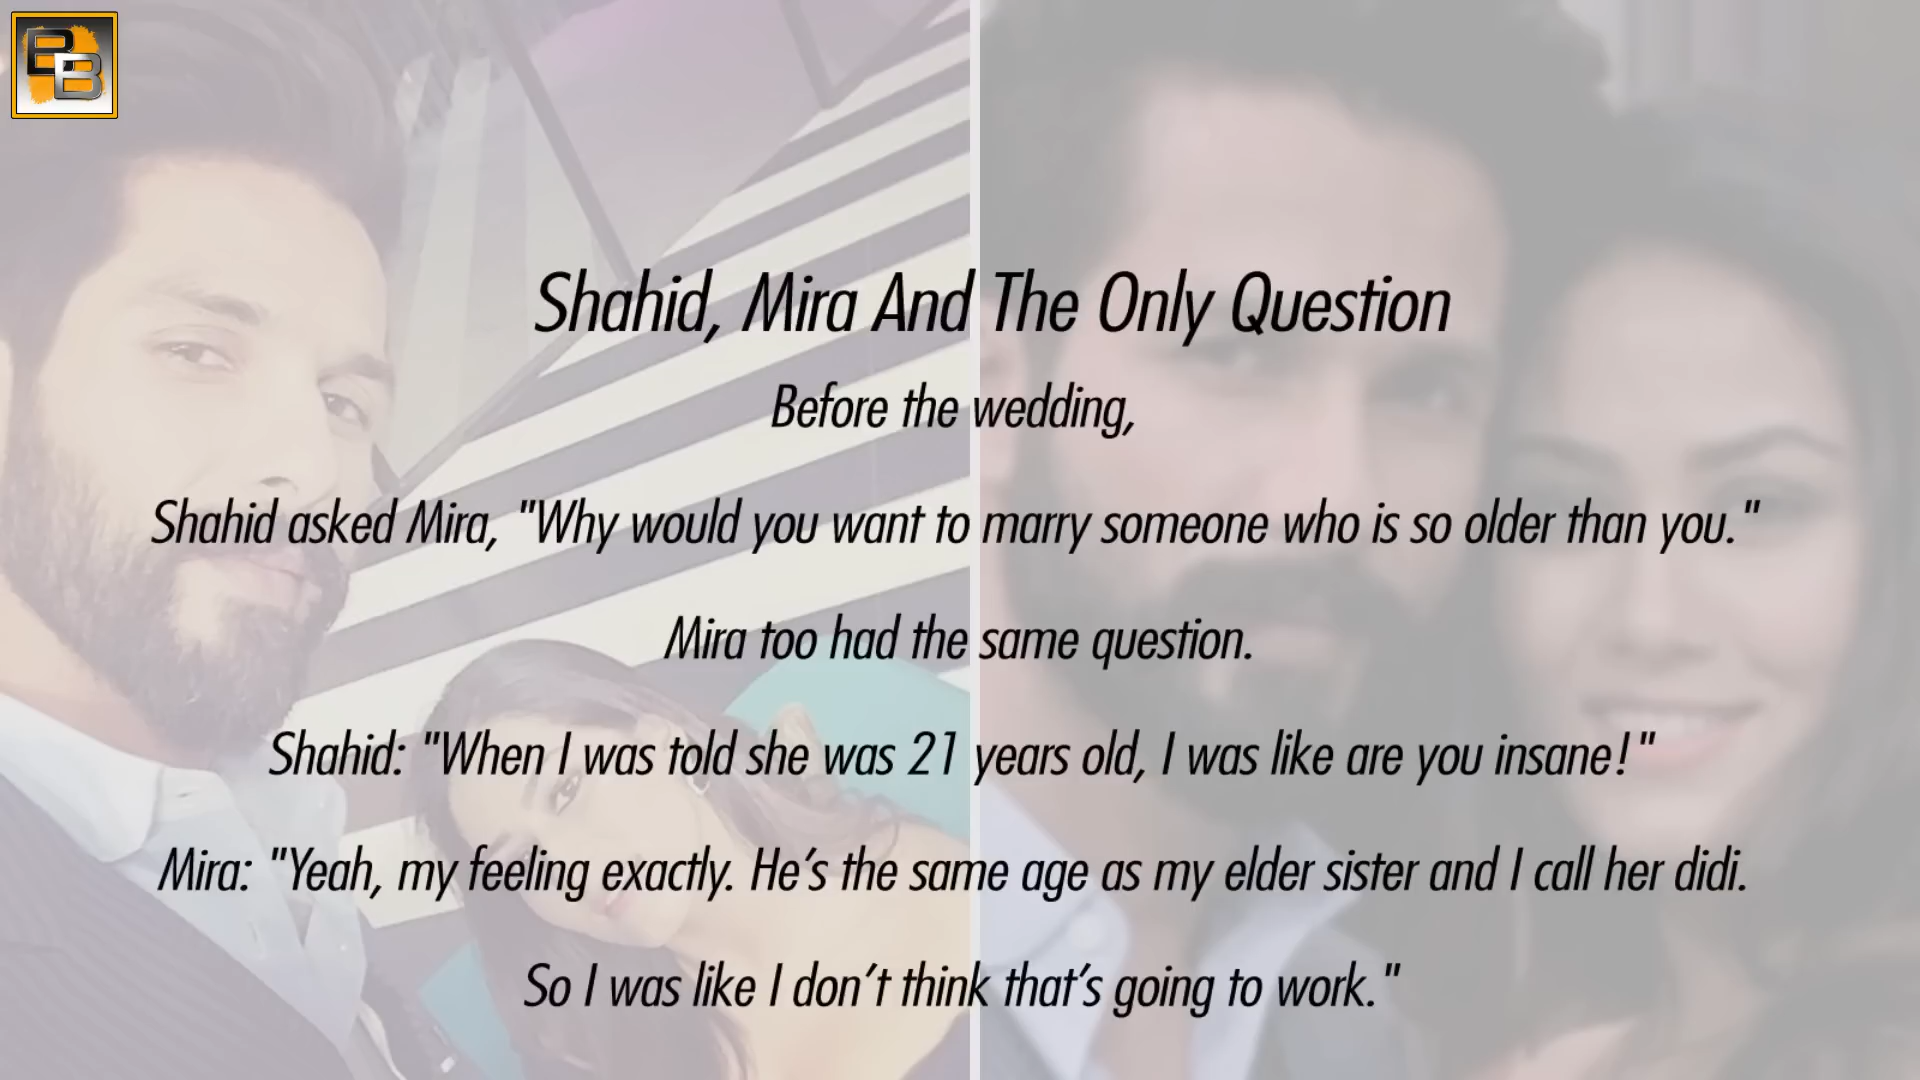 BB
Shahid, Mira And The Only Question
Before the wedding,
Shahid asked Mira, "Why would you want to marry someone who is so older than you."
Mira too had the same question.
Shahid: "When I was told she was 21 years old, I was like are you insane!"
Mira: "Yeah, my feeling exactly. He’s the same age as my elder sister and I call her didi.
So I was like I don’t think that’s going to work."